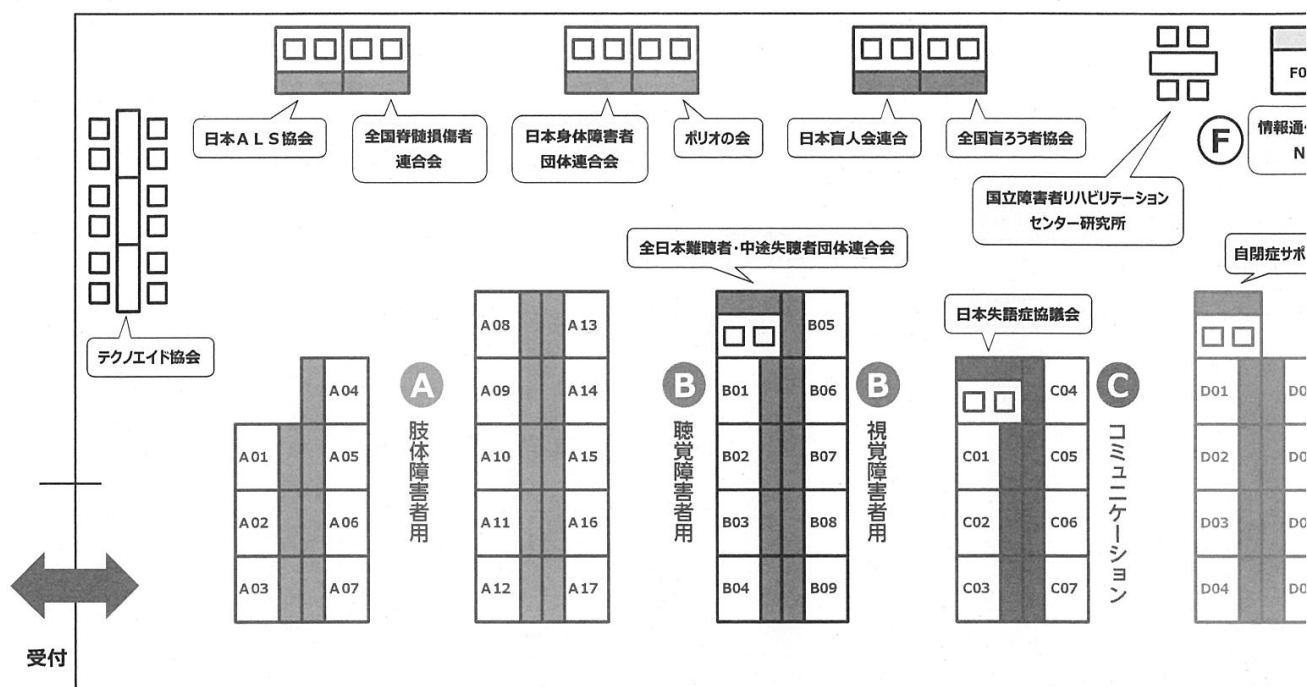 日本ALS協会
全国脊髄損傷者
連合会
日本身体障害者
団体連合会
ポリオの会
日本盲人会連合
全国盲ろう者協会
国立障害者リハビリテーション
センター研究所
F
F0
情報通
N
テクノエイド協会
全日本難聴者・中途失聴者団体連合会
日本失語症協議会
自閉症サポ
A01
A02
A03
A04
A05
A06
A07
A
肢体障害者用
A08
A09
A10
A11
A12
A13
A14
A15
A16
A17
B
聴覚障害者用
B01
B02
B03
B04
B05
B06
B07
B08
B09
B
視覚障害者用
C01
C02
C03
C04
C05
C06
C07
C
コミュニケーション
D01
D02
D03
D04
D0
D0
D0
D0
受付